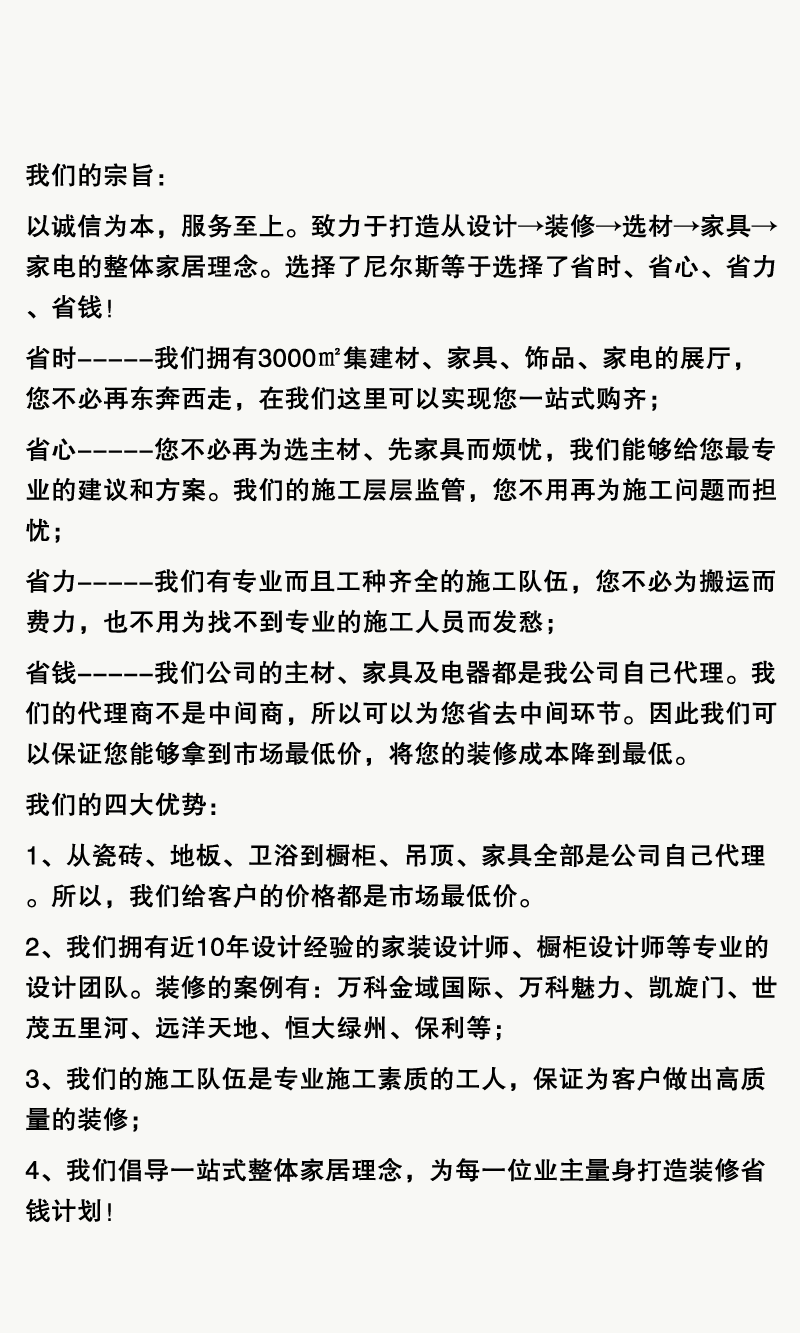 我们的宗旨：
以诚信为本，服务至上。致力于打造从设计→装修→选材→家具→
家电的整体家居理念。选择了尼尔斯等于选择了省时、省心、省力
、省钱！
省时-----我们拥有3000㎡集建材、家具、饰品、家电的展厅，
您不必再东奔西走，在我们这里可以实现您一站式购齐；
省心-----您不必再为选主材、先家具而烦忧，我们能够给您最专
业的建议和方案。我们的施工层层监管，您不用再为施工问题而担
忧；
省力-----我们有专业而且工种齐全的施工队伍，您不必为搬运而
费力，也不用为找不到专业的施工人员而发愁；
省钱-----我们公司的主材、家具及电器都是我公司自己代理。我
们的代理商不是中间商，所以可以为您省去中间环节。因此我们可
以保证您能够拿到市场最低价，将您的装修成本降到最低。
我们的四大优势：
1、从瓷砖、地板、卫浴到橱柜、吊顶、家具全部是公司自己代理
。所以，我们给客户的价格都是市场最低价。
2、我们拥有近10年设计经验的家装设计师、橱柜设计师等专业的
设计团队。装修的案例有：万科金域国际、万科魅力、凯旋门、世
茂五里河、远洋天地、恒大绿州、保利等；
3、我们的施工队伍是专业施工素质的工人，保证为客户做出高质
量的装修；
4、我们倡导一站式整体家居理念，为每一位业主量身打造装修省
钱计划！